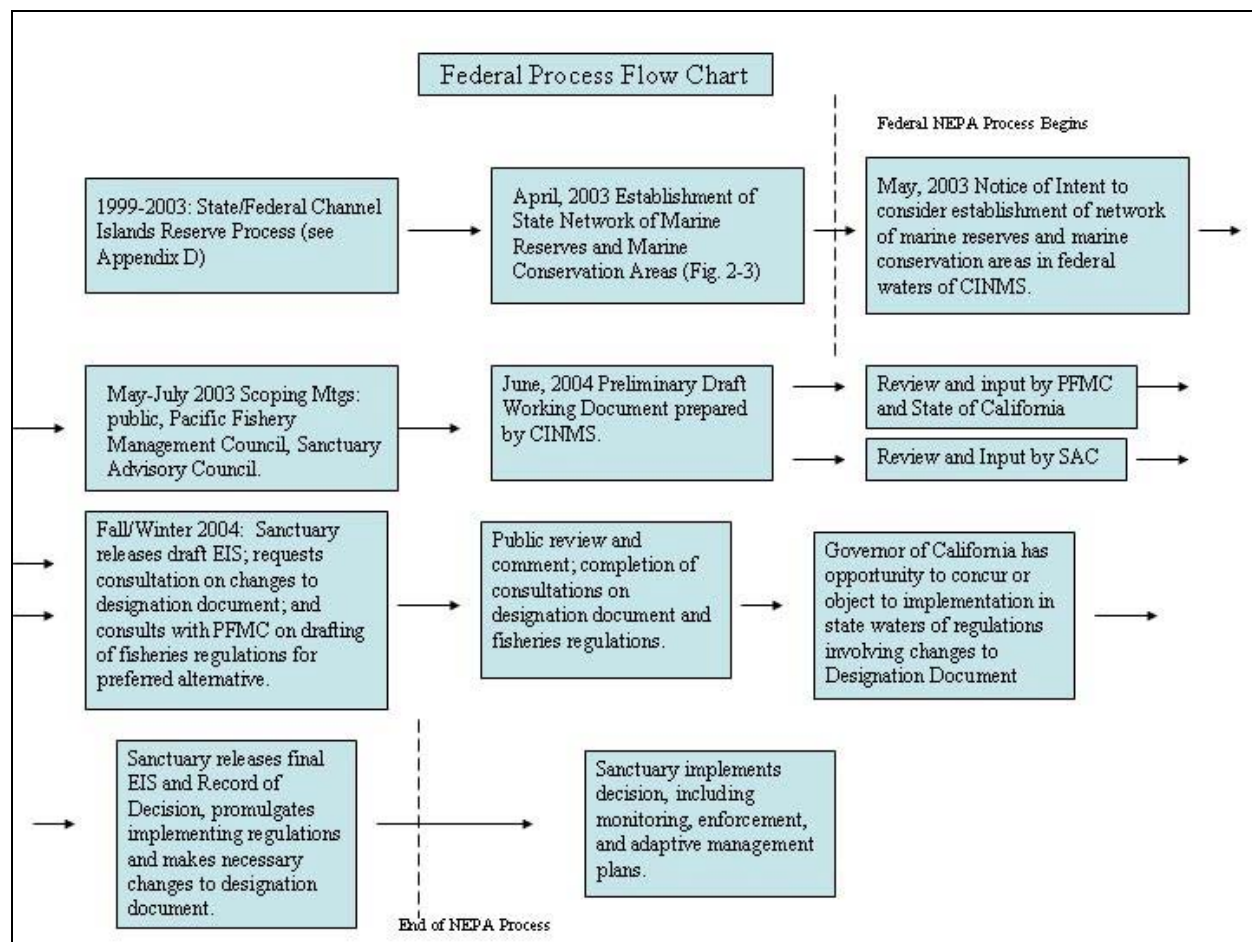 Federal Process Flow Chart
Federal NEPA Process Begins
1999-2003: State/Federal Channel
Islands Reserve Process (see
Appendix D)
April, 2003 Establishment of
State Network of Marine
Reserves and Marine
Conservation Areas (Fig. 2-3)
May, 2003 Notice of Intent to
consider establishment of network
of marine reserves and marine
conservation areas in federal
waters of CINMS.
May-July 2003 Scoping Mtgs:
public, Pacific Fishery
Management Council, Sanctuary
Advisory Council.
June, 2004 Preliminary Draft
Working Document prepared
by CINMS.
Review and input by PFMC
and State of California
Review and Input by SAC
Fall/Winter 2004: Sanctuary
releases draft EIS; requests
consultation on changes to
designation document; and
consults with PFMC on drafting
of fisheries regulations for
preferred alternative.
Public review and
comment; completion of
consultations on
designation document and
fisheries regulations.
Governor of California has
opportunity to concur or
object to implementation in
state waters of regulations
involving changes to
Designation Document
Sanctuary releases final
EIS and Record of
Decision, promulgates
implementing regulations
and makes necessary
changes to designation
document.
Sanctuary implements
decision, including
monitoring, enforcement,
and adaptive management
plans.
End of NEPA Process